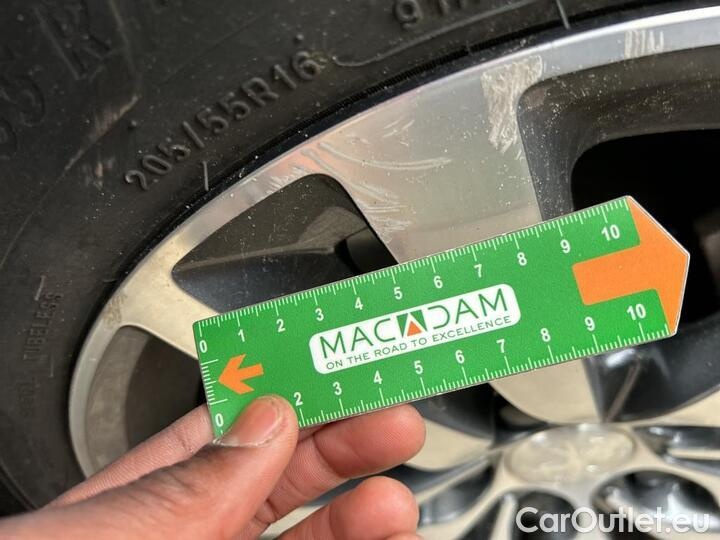 205/55R16
TUBELESS
0 1 2 3 4 5 6 7 8 9 10
MACADAM
ON THE ROAD TO EXCELLENCE
0 2 3 4 5 6 7 8 9 10
CarOutlet.eu